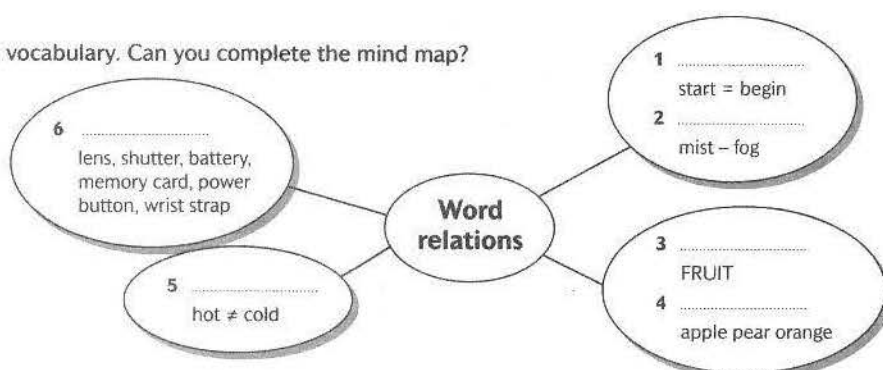 vocabulary. Can you complete the mind map?
1 ..............................
start = begin
2 ..............................
mist – fog
6 ..............................
lens, shutter, battery,
memory card, power
button, wrist strap
Word
relations
3 ..............................
FRUIT
4 ..............................
apple pear orange
5 ..............................
hot ≠ cold